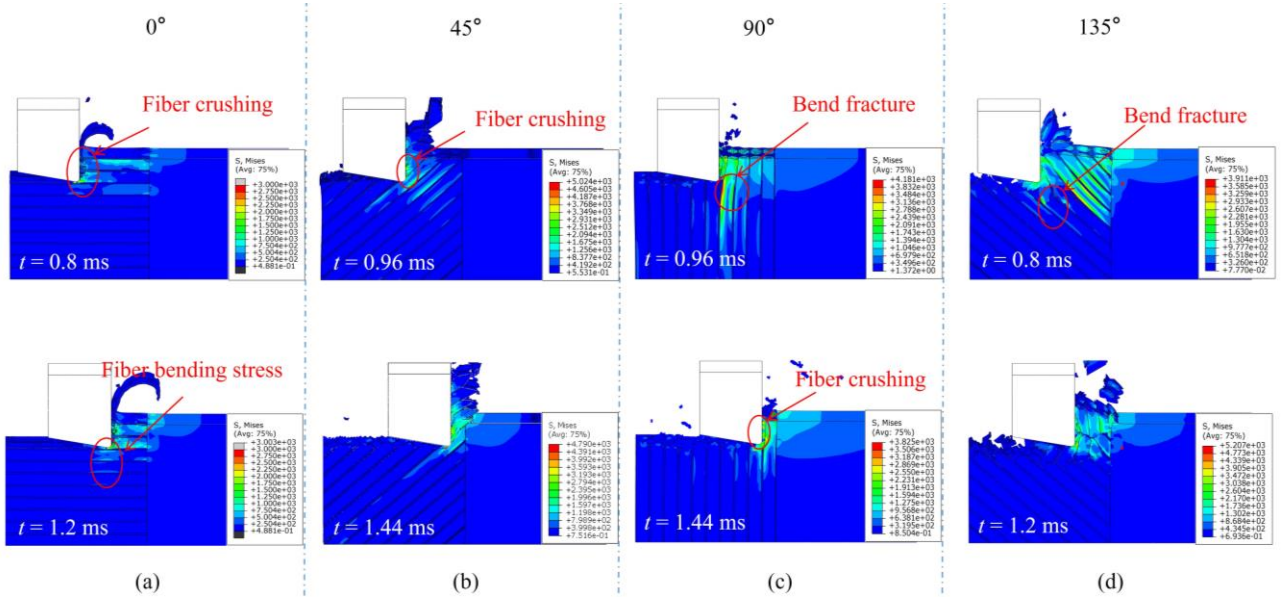 0°
45°
90°
135°
Fiber crushing
S, Mises
(Avg: 75%)
+3.000e+03
+2.750e+03
+2.500e+03
+2.250e+03
+2.000e+03
+1.750e+03
+1.500e+03
+1.250e+03
+1.000e+03
+7.504e+02
+5.004e+02
+2.504e+02
+4.881e-01
t = 0.8 ms
Fiber crushing
S, Mises
(Avg: 75%)
+5.024e+03
+4.605e+03
+4.187e+03
+3.768e+03
+3.349e+03
+2.931e+03
+2.512e+03
+2.094e+03
+1.675e+03
+1.256e+03
+8.377e+02
+4.192e+02
+5.531e-01
t = 0.96 ms
Bend fracture
S, Mises
(Avg: 75%)
+4.181e+03
+3.832e+03
+3.484e+03
+3.136e+03
+2.788e+03
+2.439e+03
+2.091e+03
+1.743e+03
+1.394e+03
+1.046e+03
+6.979e+02
+3.496e+02
+1.372e+00
t = 0.96 ms
Bend fracture
S, Mises
(Avg: 75%)
+3.911e+03
+3.585e+03
+3.259e+03
+2.933e+03
+2.607e+03
+2.281e+03
+1.955e+03
+1.630e+03
+1.304e+03
+9.777e+02
+6.518e+02
+3.260e+02
+7.770e-02
t = 0.8 ms
Fiber bending stress
S, Mises
(Avg: 75%)
+3.003e+03
+3.000e+03
+2.750e+03
+2.500e+03
+2.250e+03
+2.000e+03
+1.750e+03
+1.500e+03
+1.250e+03
+1.000e+03
+7.504e+02
+5.004e+02
+2.504e+02
+4.881e-01
t = 1.2 ms
S, Mises
(Avg: 75%)
+4.790e+03
+4.391e+03
+3.992e+03
+3.593e+03
+3.193e+03
+2.794e+03
+2.395e+03
+1.996e+03
+1.597e+03
+1.198e+03
+7.989e+02
+3.998e+02
+7.516e-01
t = 1.44 ms
Fiber crushing
S, Mises
(Avg: 75%)
+3.825e+03
+3.506e+03
+3.187e+03
+2.869e+03
+2.550e+03
+2.231e+03
+1.913e+03
+1.594e+03
+1.275e+03
+9.568e+02
+6.381e+02
+3.195e+02
+8.504e-01
t = 1.44 ms
S, Mises
(Avg: 75%)
+5.207e+03
+4.773e+03
+4.339e+03
+3.905e+03
+3.472e+03
+3.038e+03
+2.604e+03
+2.170e+03
+1.736e+03
+1.302e+03
+8.684e+02
+4.345e+02
+6.936e-01
t = 1.2 ms
(a)
(b)
(c)
(d)